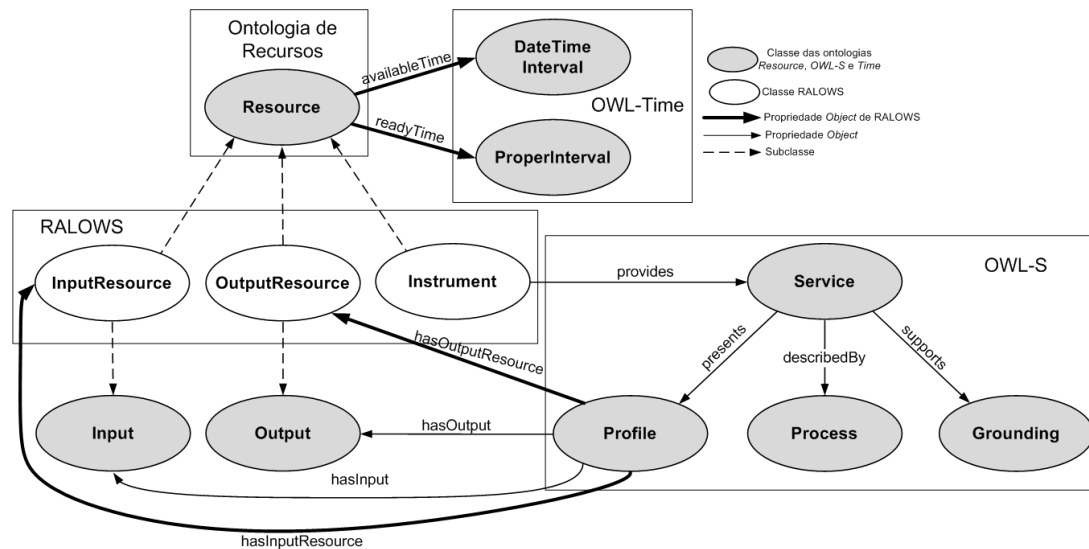 Ontologia de
Recursos
Resource
availableTime
readyTime
DateTime
Interval
OWL-Time
ProperInterval
Classe das ontologias
Resource, OWL-S e Time
Classe RALOWS
Propriedade Object de RALOWS
Propriedade Object
Subclasse
RALOWS
InputResource
OutputResource
Instrument
provides
OWL-S
Service
hasOutputResource
presents
describedBy
supports
Input
Output
hasOutput
Profile
Process
Grounding
hasInput
hasInputResource